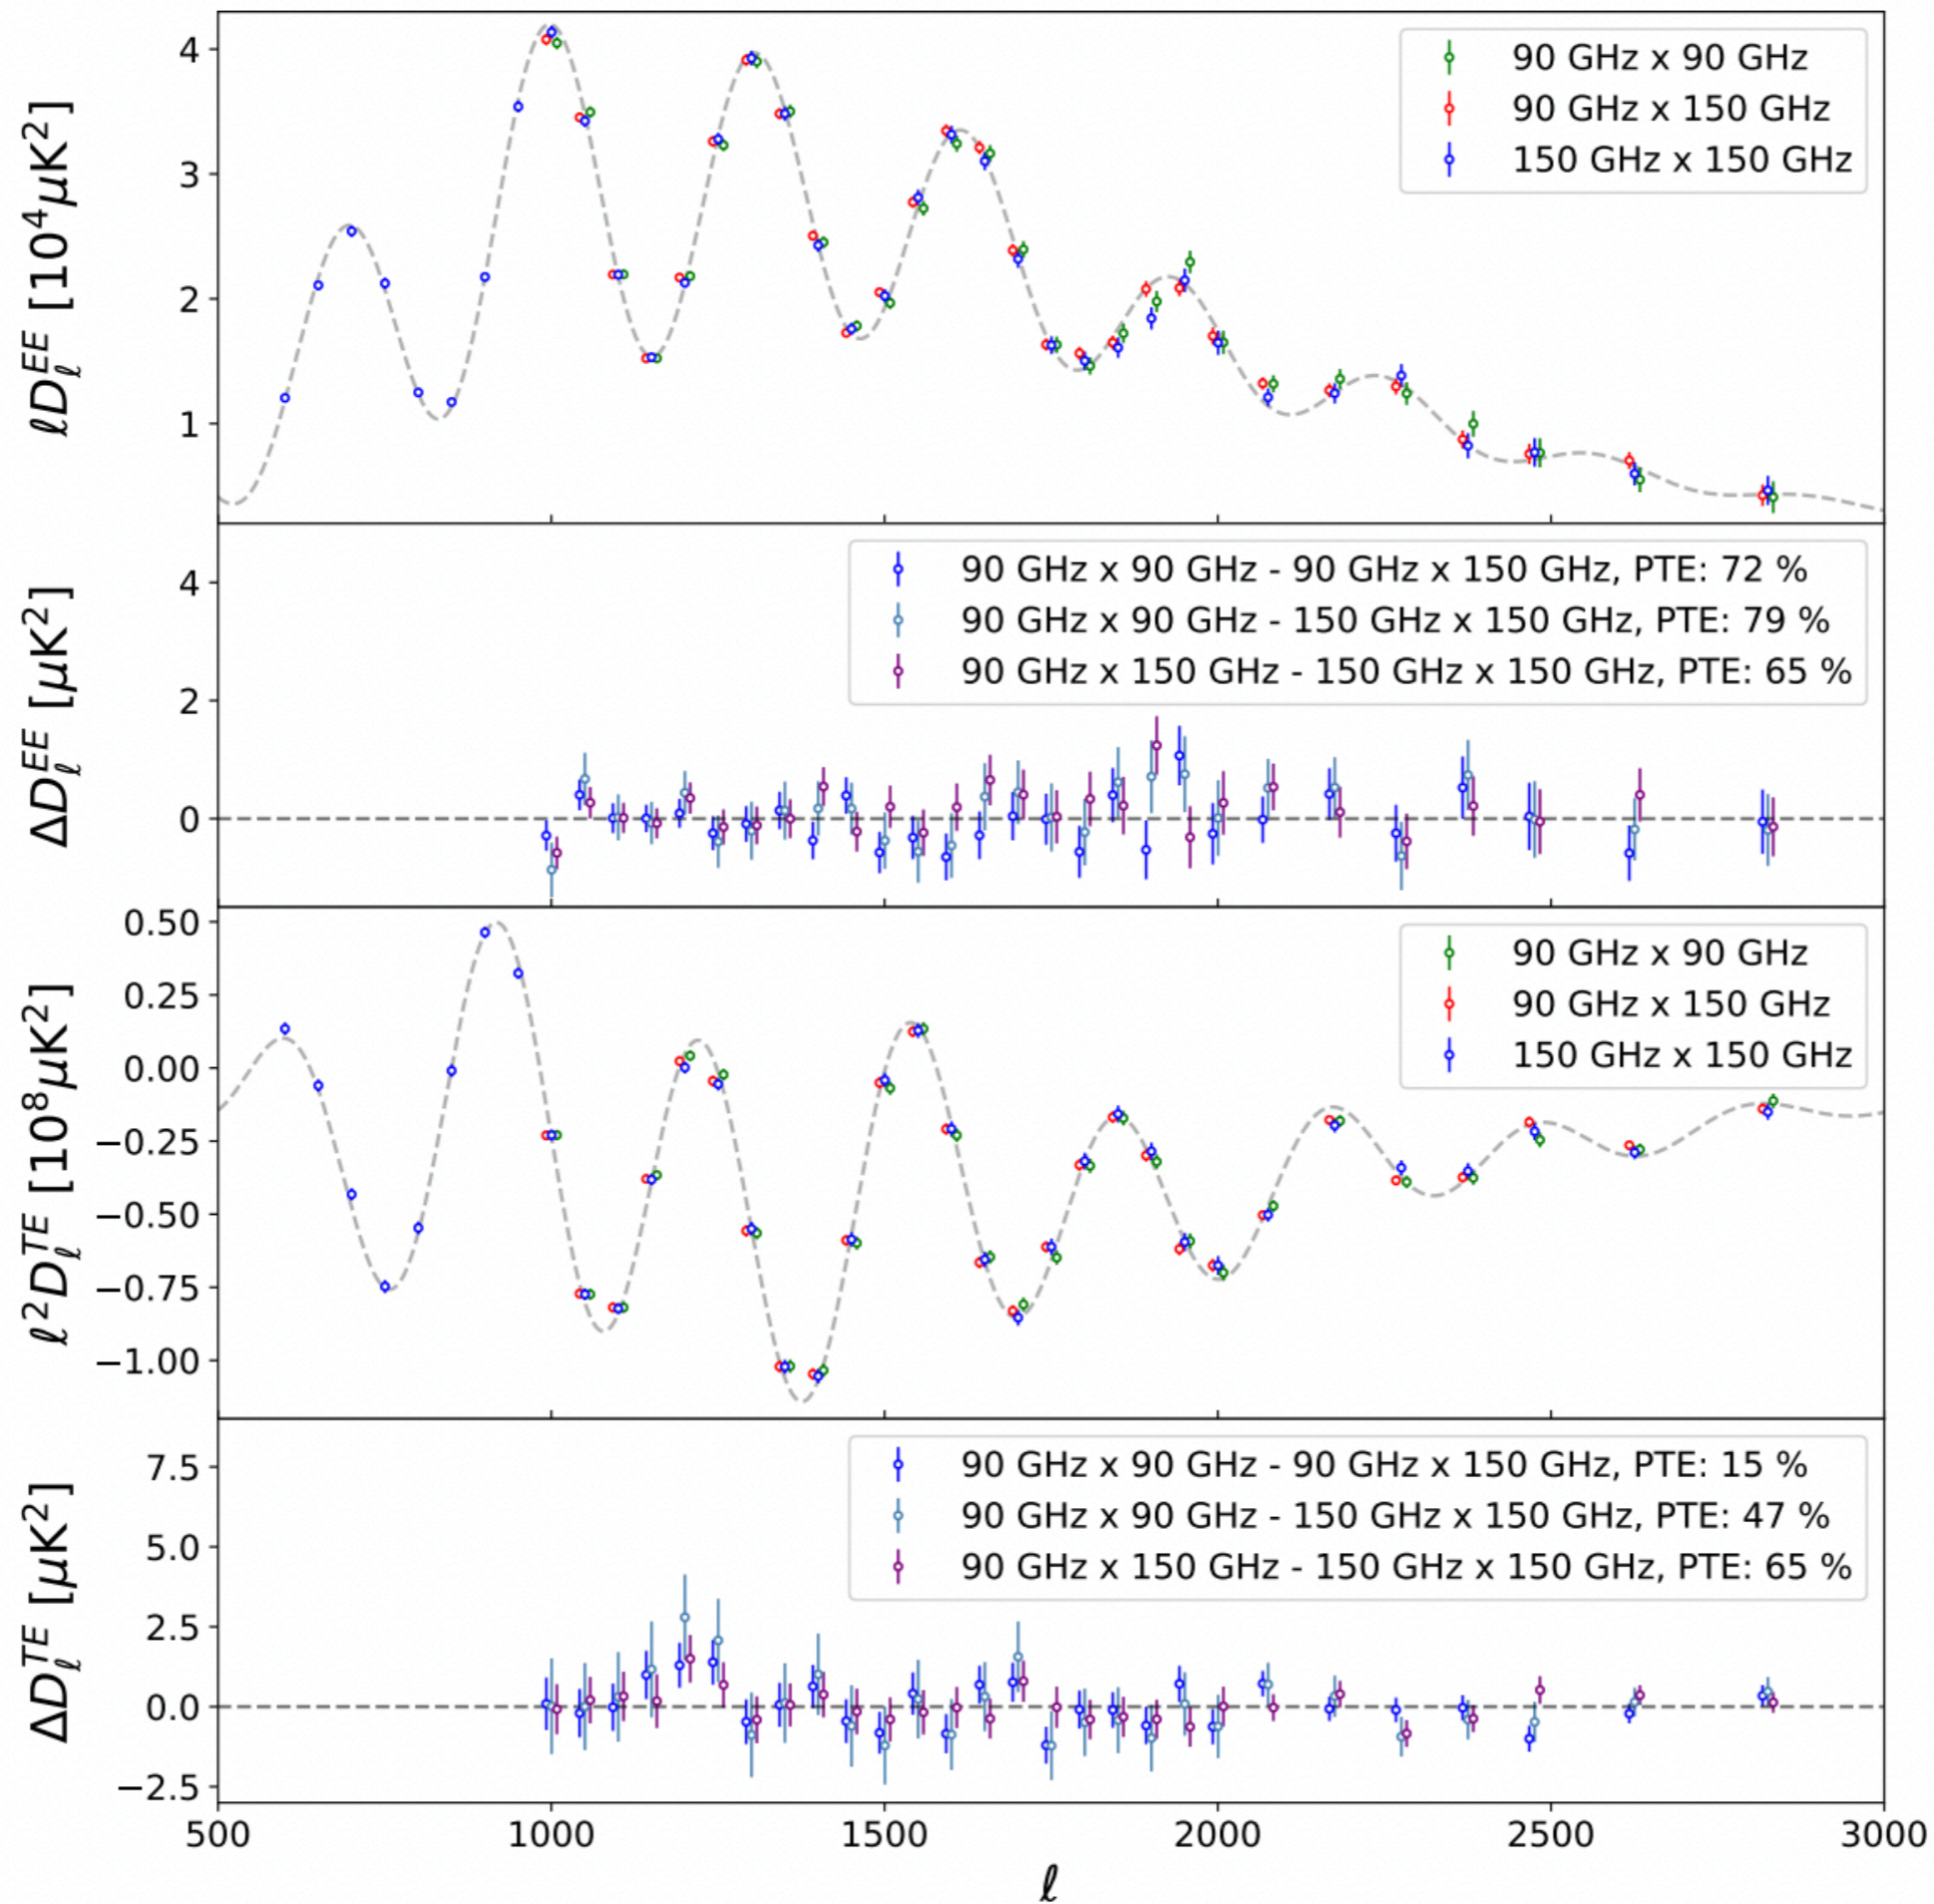 ℓD_ℓ^{EE} [10^4 μK^2]
4
3
2
1
90 GHz x 90 GHz
90 GHz x 150 GHz
150 GHz x 150 GHz
ΔD_ℓ^{EE} [μK^2]
4
2
0
90 GHz x 90 GHz - 90 GHz x 150 GHz, PTE: 72 %
90 GHz x 90 GHz - 150 GHz x 150 GHz, PTE: 79 %
90 GHz x 150 GHz - 150 GHz x 150 GHz, PTE: 65 %
ℓ^2 D_ℓ^{TE} [10^8 μK^2]
0.50
0.25
0.00
−0.25
−0.50
−0.75
−1.00
90 GHz x 90 GHz
90 GHz x 150 GHz
150 GHz x 150 GHz
ΔD_ℓ^{TE} [μK^2]
7.5
5.0
2.5
0.0
−2.5
90 GHz x 90 GHz - 90 GHz x 150 GHz, PTE: 15 %
90 GHz x 90 GHz - 150 GHz x 150 GHz, PTE: 47 %
90 GHz x 150 GHz - 150 GHz x 150 GHz, PTE: 65 %
500 1000 1500 2000 2500 3000
ℓ